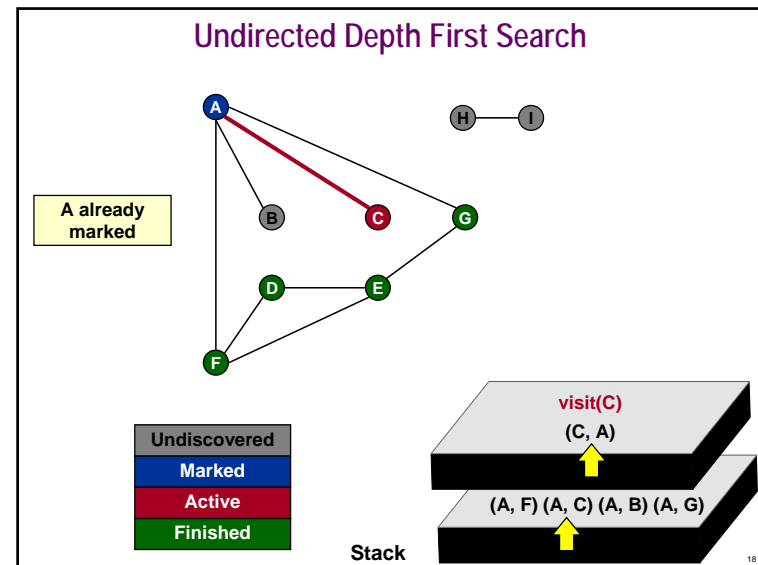 Undirected Depth First Search
A
H
I
A already
marked
B
C
G
D
E
F
visit(C)
(C, A)
Undiscovered
Marked
Active
Finished
(A, F) (A, C) (A, B) (A, G)
Stack
18